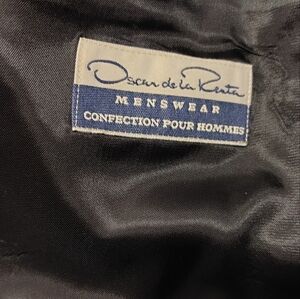 Oscar de la Renta
MENSWEAR
CONFECTION POUR HOMMES